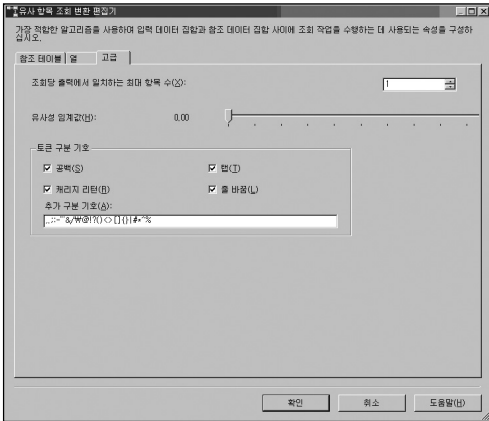 유사 항목 조회 변환 편집기
가장 적합한 알고리즘을 사용하여 입력 데이터 집합과 참조 데이터 집합 사이에 조회 작업을 수행하는 데 사용되는 속성을 구성하
십시오.
참조 테이블 열 고급
조회당 출력에서 일치하는 최대 항목 수(X): 1
유사성 임계값(H): 0.00
토큰 구분 기호
공백(S) 탭(T)
캐리지 리턴(R) 줄 바꿈(L)
추가 구분 기호(A):
,.;:-"'&/₩@!?()<>[]{}|#*^%
확인 취소 도움말(H)